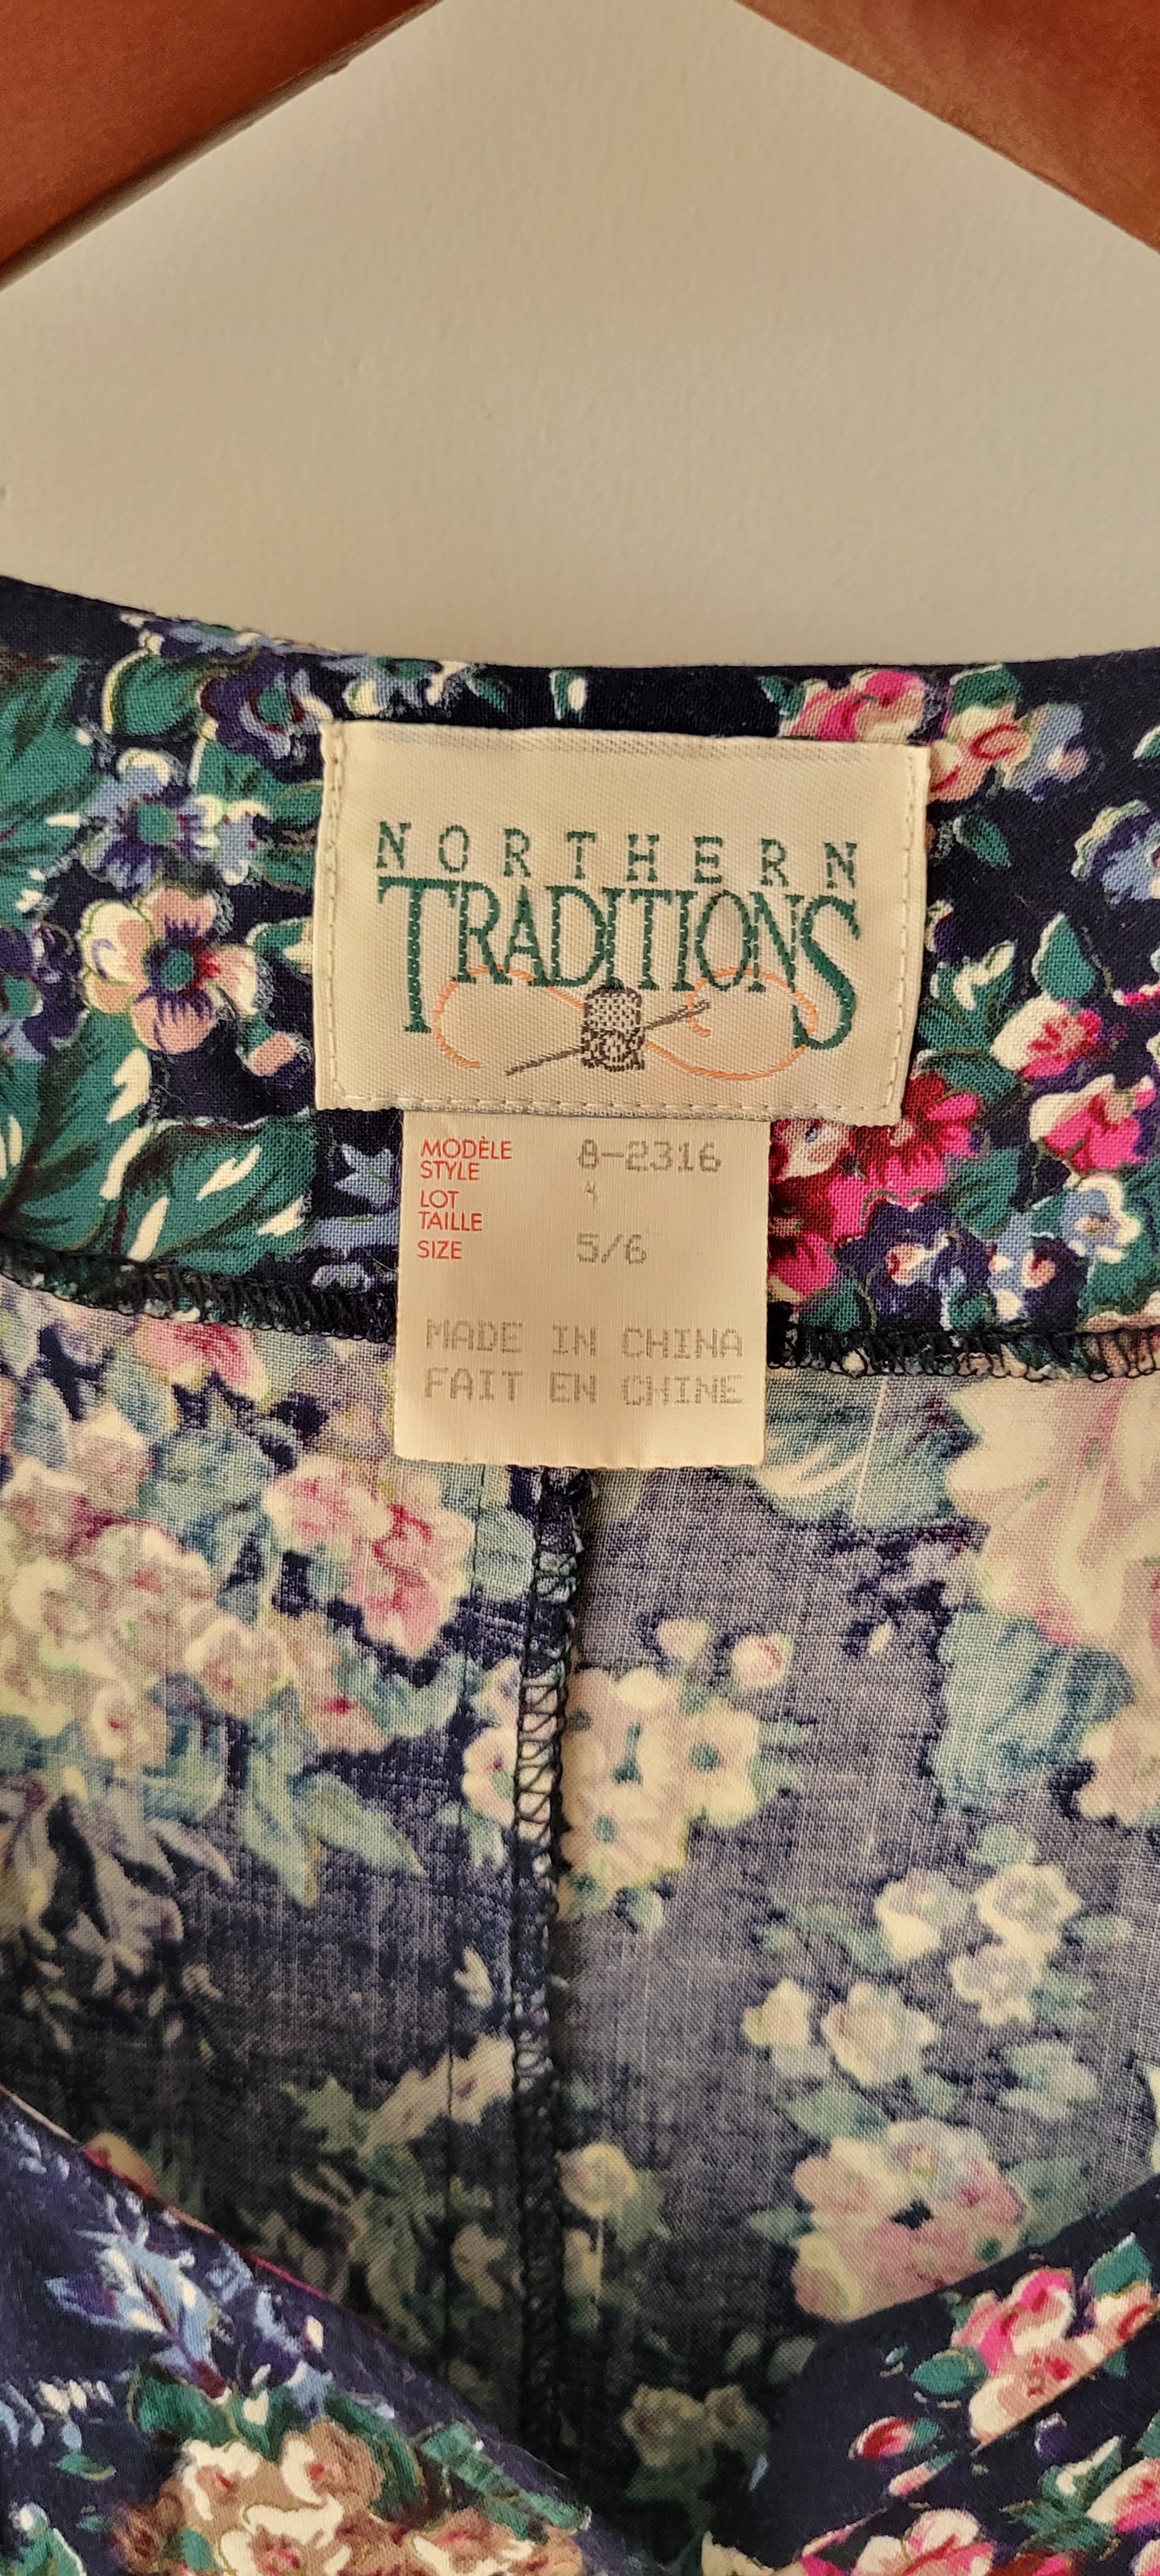 NORTHERN
TRADITIONS
MODÈLE 8-2316
STYLE
LOT 4
TAILLE
SIZE 5/6
MADE IN CHINA
FAIT EN CHINE